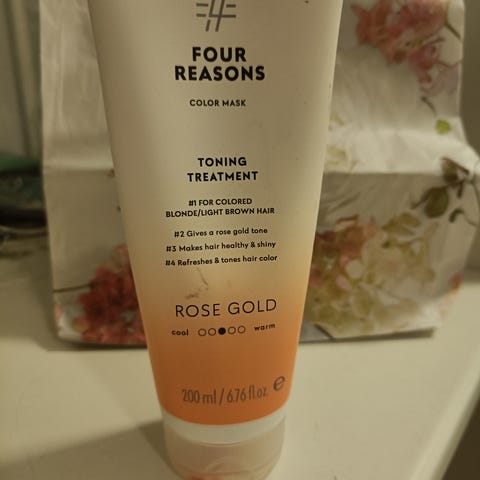 FOUR
REASONS
COLOR MASK
TONING
TREATMENT
#1 FOR COLORED
BLONDE/LIGHT BROWN HAIR
#2 Gives a rose gold tone
#3 Makes hair healthy & shiny
#4 Refreshes & tones hair color
ROSE GOLD
cool ○○●○○ warm
200 ml / 6.76 fl.oz. ℮